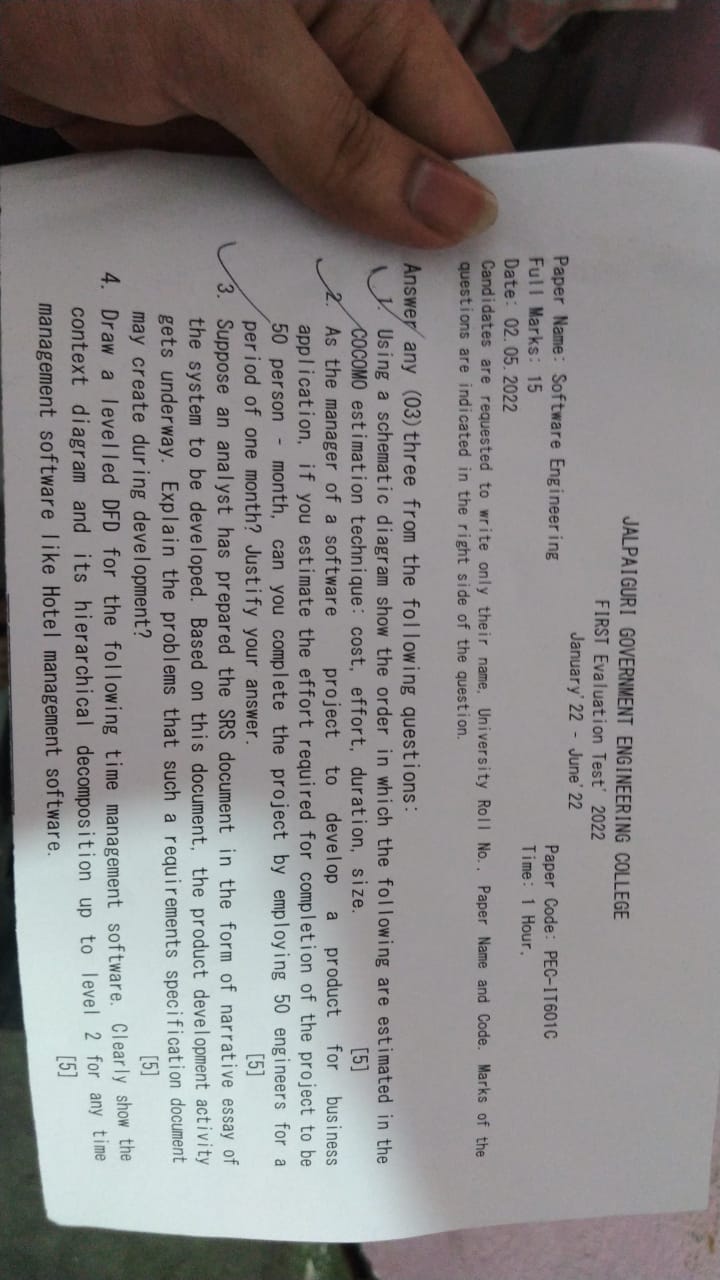 JALPAIGURI GOVERNMENT ENGINEERING COLLEGE
FIRST Evaluation Test' 2022
January'22 - June'22
Paper Name: Software Engineering
Paper Code: PEC-IT601C
Full Marks: 15
Time: 1 Hour.
Date: 02.05.2022
Candidates are requested to write only their name, University Roll No., Paper Name and Code. Marks of the
questions are indicated in the right side of the question.
Answer any (03)three from the following questions:
1. Using a schematic diagram show the order in which the following are estimated in the
COCOMO estimation technique: cost, effort, duration, size. [5]
2. As the manager of a software project to develop a product for business
application, if you estimate the effort required for completion of the project to be
50 person - month, can you complete the project by employing 50 engineers for a
period of one month? Justify your answer. [5]
3. Suppose an analyst has prepared the SRS document in the form of narrative essay of
the system to be developed. Based on this document, the product development activity
gets underway. Explain the problems that such a requirements specification document
may create during development? [5]
4. Draw a levelled DFD for the following time management software. Clearly show the
context diagram and its hierarchical decomposition up to level 2 for any time
management software like Hotel management software. [5]